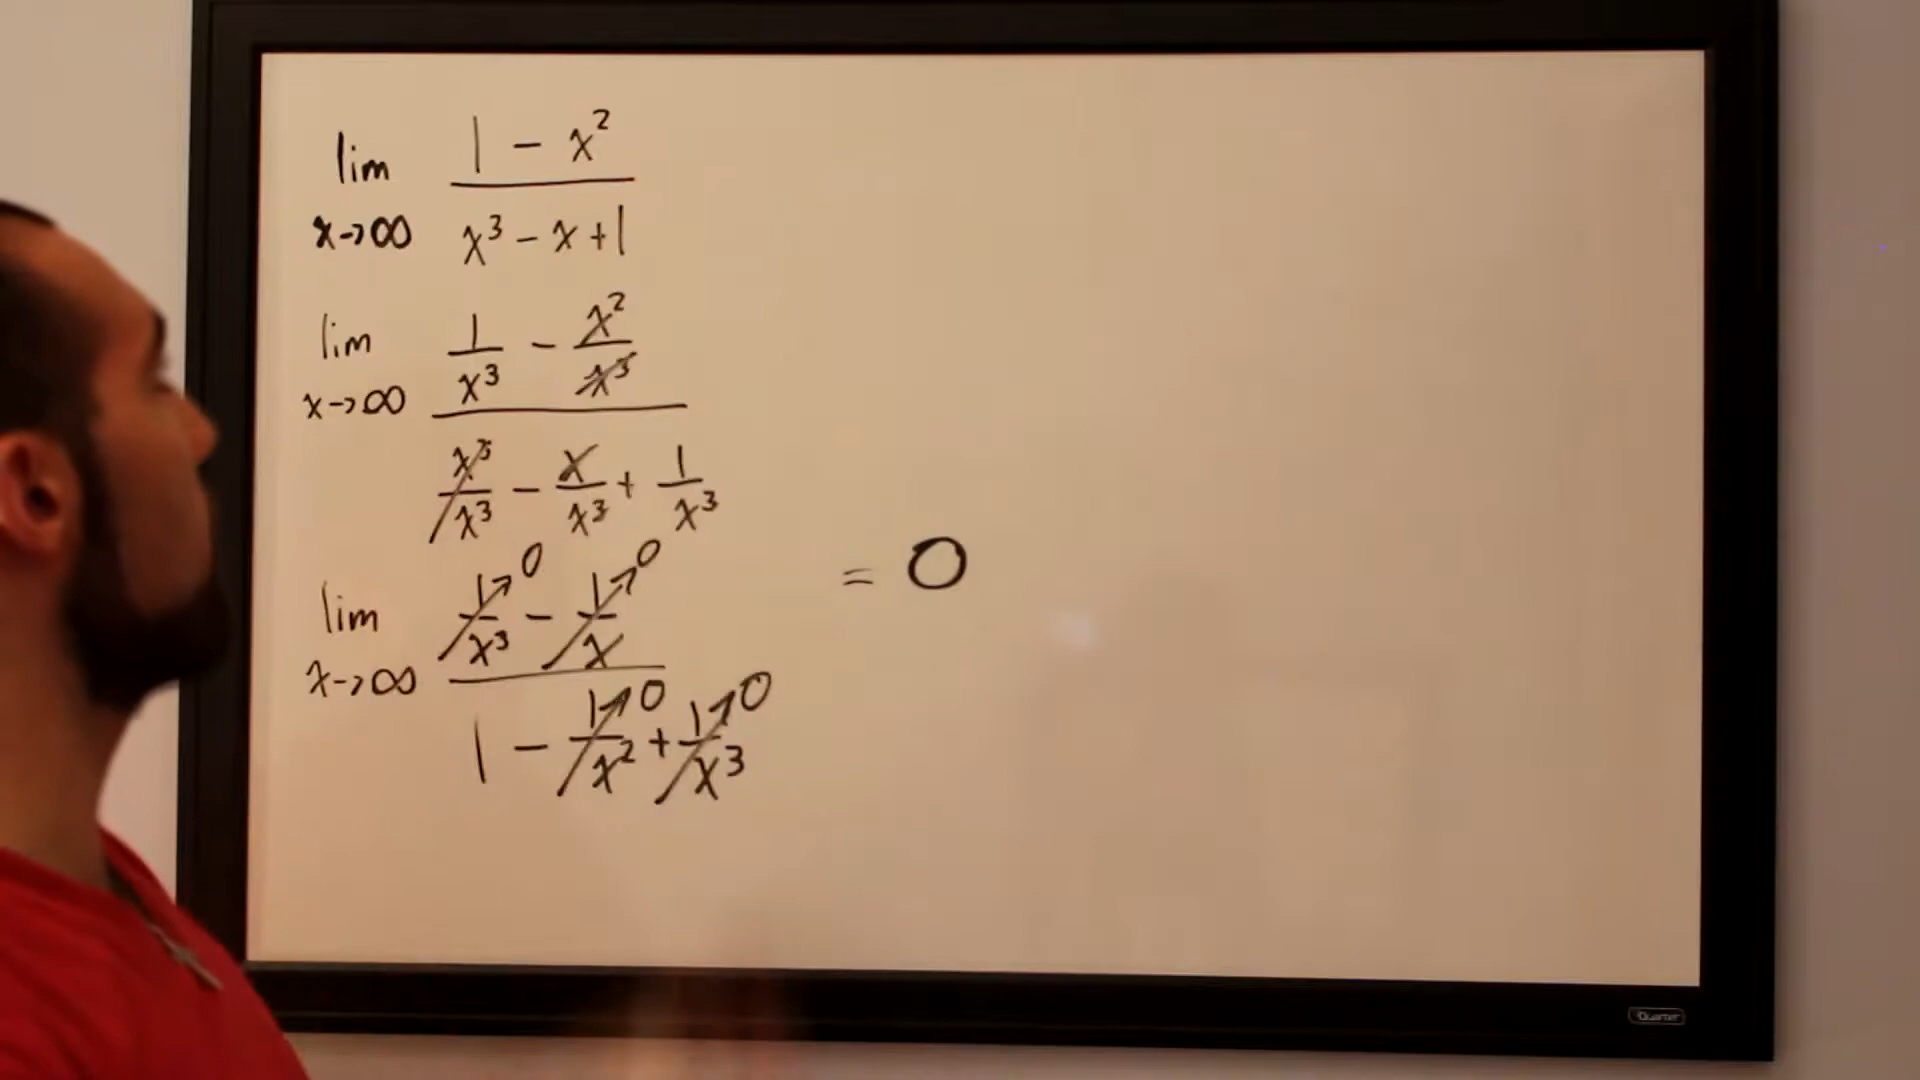 lim 1 - x²
x→∞ x³ - x + 1
lim 1/x³ - x²/x³
x→∞ x³/x³ - x/x³ + 1/x³
lim 1/x³ →0 - 1/x →0 = 0
x→∞ 1 - 1/x² →0 + 1/x³ →0
Quartet